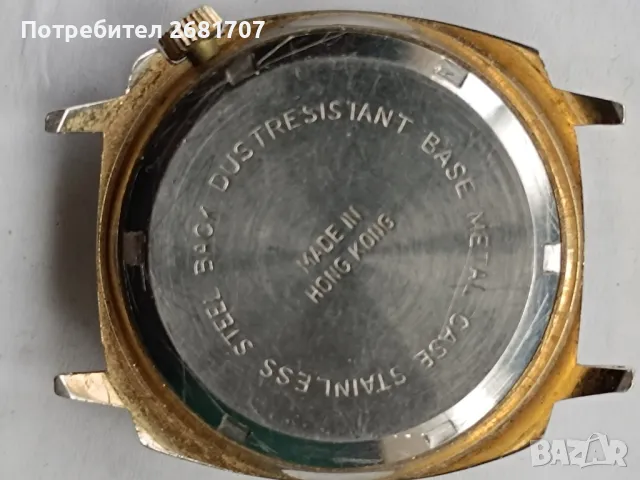 Потребител 2681707
DUSTRESISTANT BASE METAL CASE STAINLESS STEEL BACK
MADE IN
HONG KONG
BAZAR